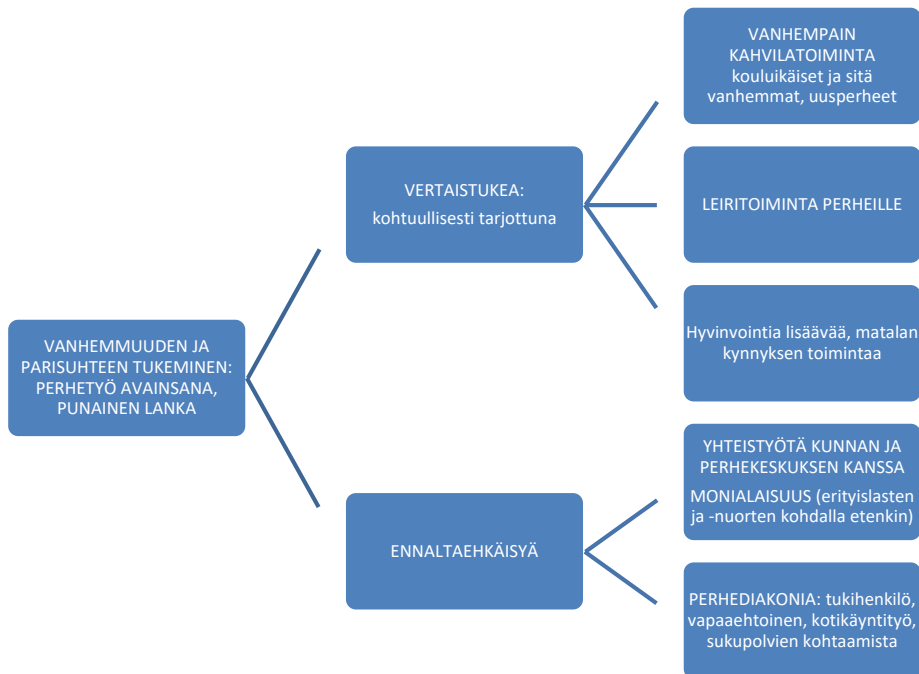 VANHEMMUUDEN JA
PARISUHTEEN TUKEMINEN:
PERHETYÖ AVAINSANA,
PUNAINEN LANKA
VERTAISTUKEA:
kohtuullisesti tarjottuna
VANHEMPAIN
KAHVILATOIMINTA
kouluikäiset ja sitä
vanhemmat, uusperheet
LEIRITOIMINTA PERHEILLE
Hyvinvointia lisäävää, matalan
kynnyksen toimintaa
ENNALTAEHKÄISYÄ
YHTEISTYÖTÄ KUNNAN JA
PERHEKESKUKSEN KANSSA
MONIALAISUUS (erityislasten
ja -nuorten kohdalla etenkin)
PERHEDIAKONIA: tukihenkilö,
vapaaehtoinen, kotikäyntityö,
sukupolvien kohtaamista